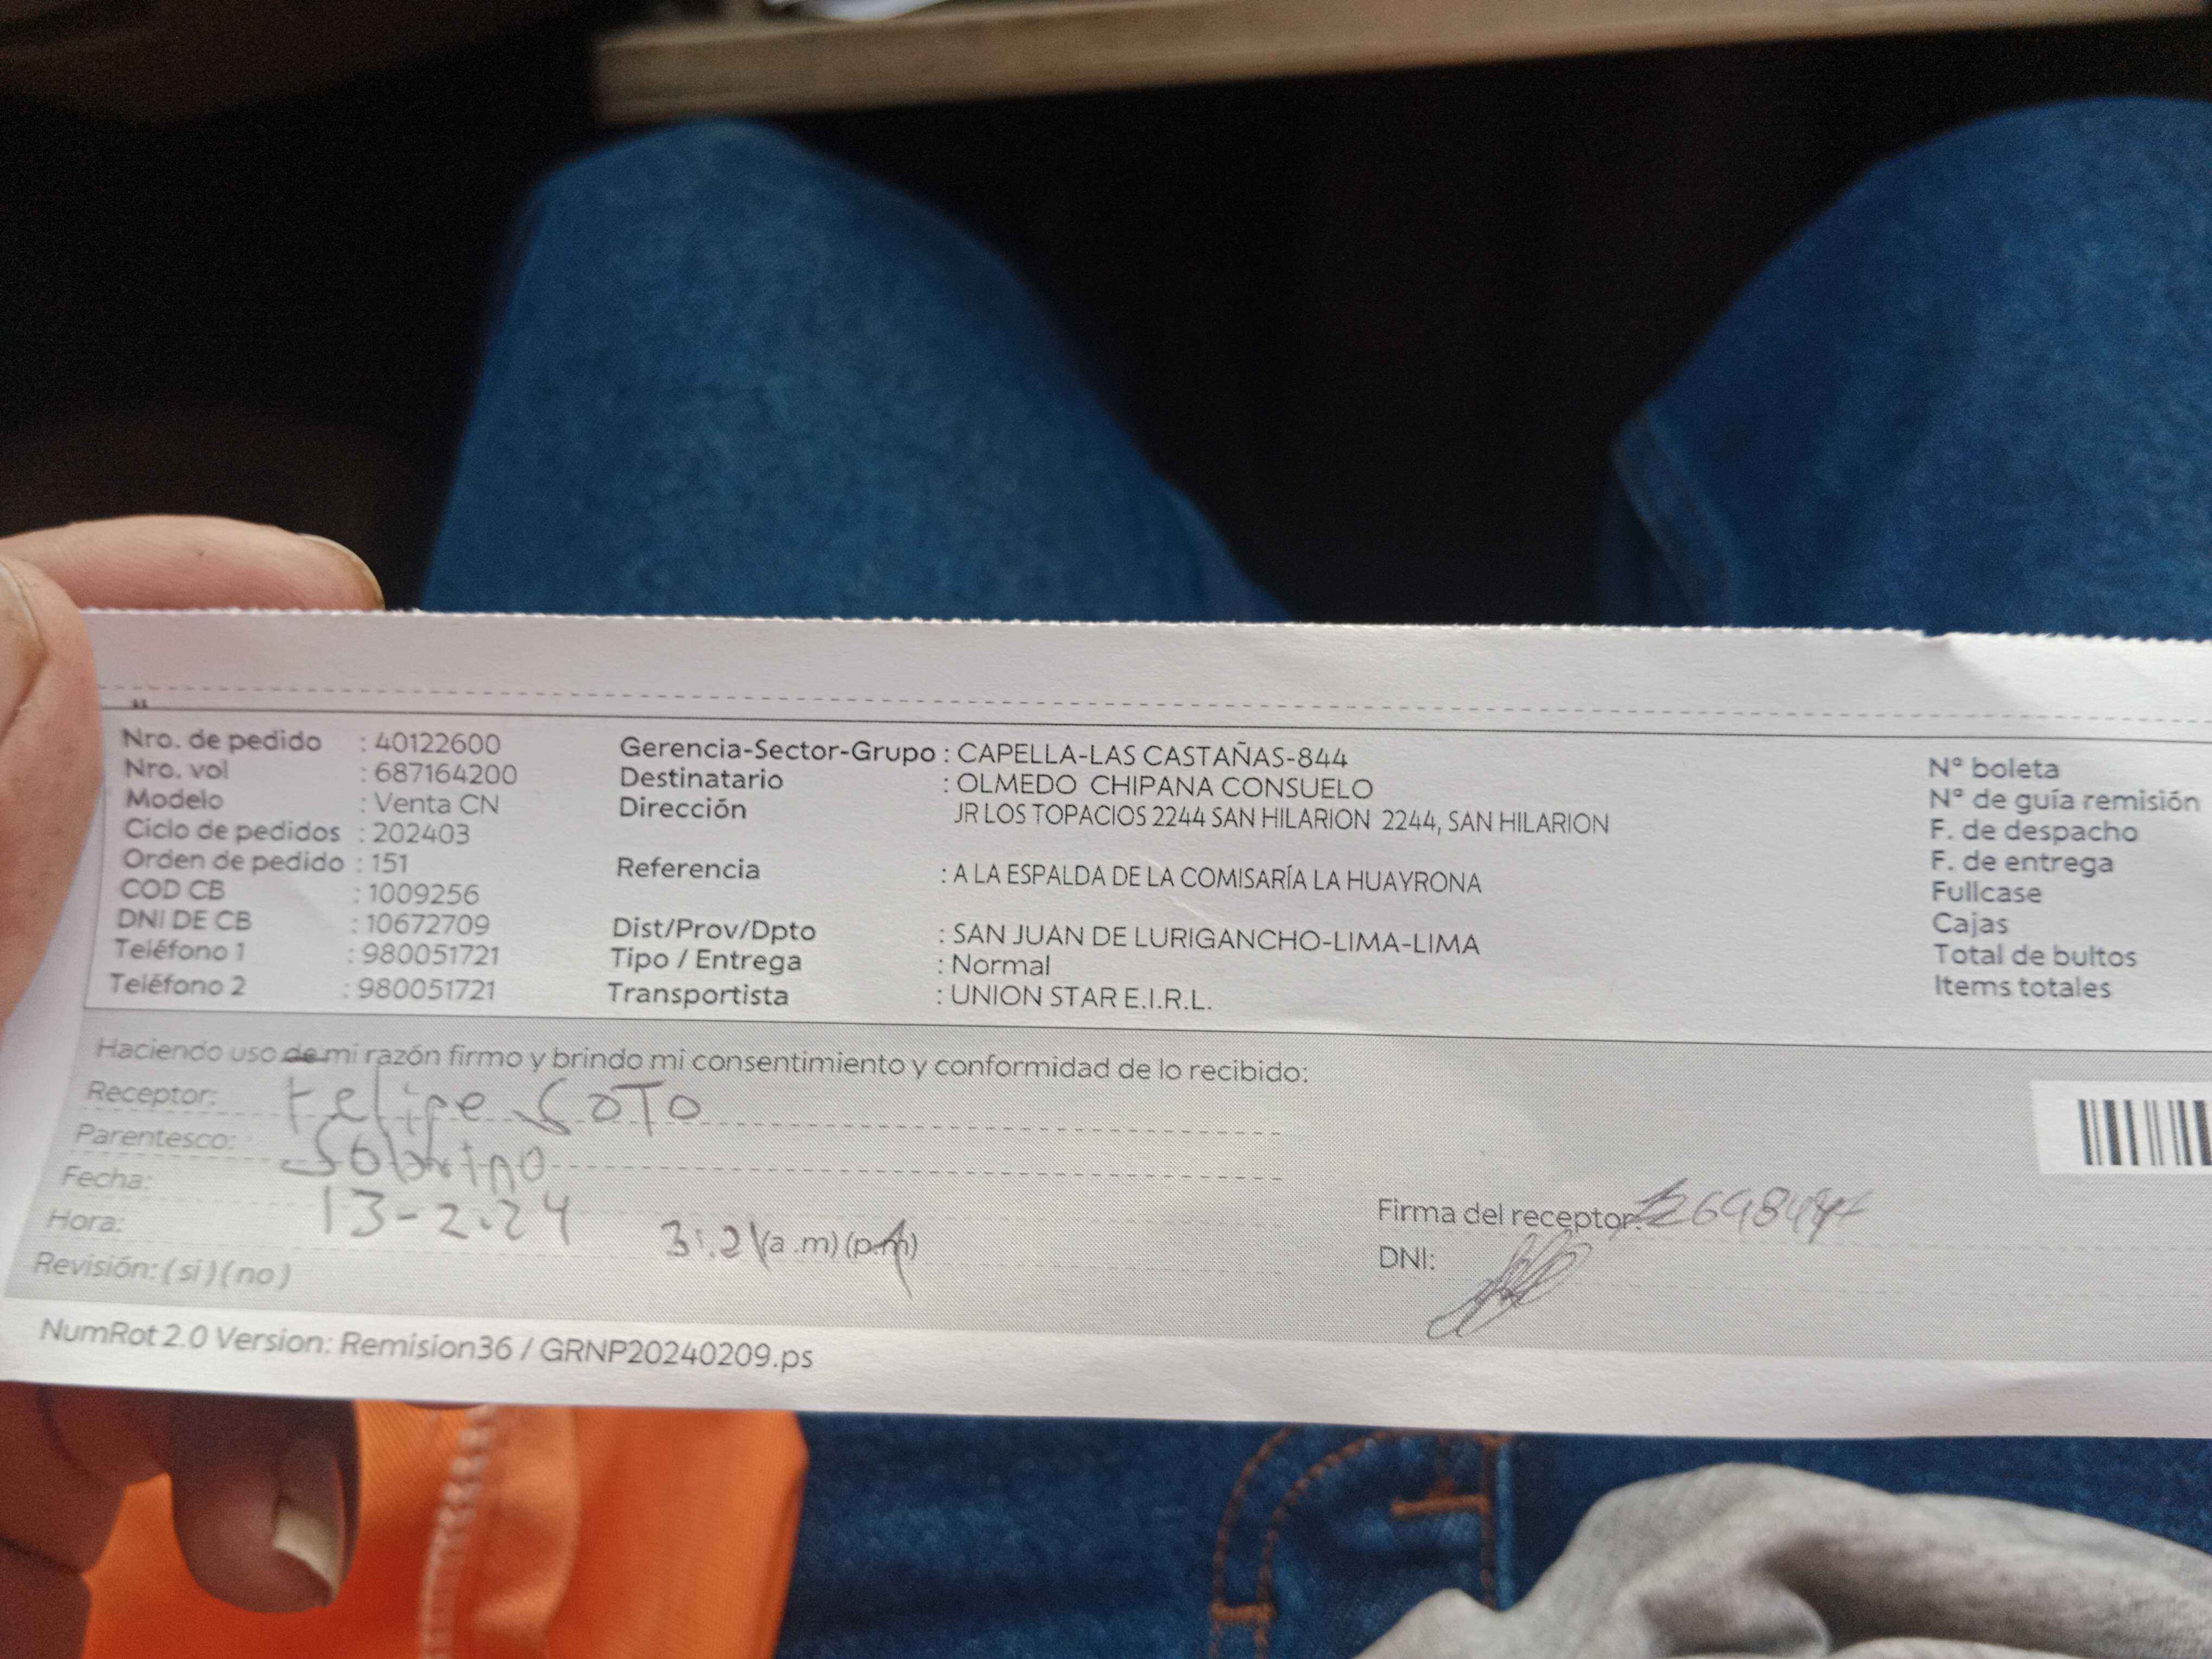 Nro. de pedido : 40122600
Nro. vol : 687164200
Modelo : Venta CN
Ciclo de pedidos : 202403
Orden de pedido : 151
COD CB : 1009256
DNI DE CB : 10672709
Teléfono 1 : 980051721
Teléfono 2 : 980051721
Gerencia-Sector-Grupo : CAPELLA-LAS CASTAÑAS-844
Destinatario : OLMEDO CHIPANA CONSUELO
Dirección JR LOS TOPACIOS 2244 SAN HILARION 2244, SAN HILARION
Referencia : A LA ESPALDA DE LA COMISARÍA LA HUAYRONA
Dist/Prov/Dpto : SAN JUAN DE LURIGANCHO-LIMA-LIMA
Tipo / Entrega : Normal
Transportista : UNION STAR E.I.R.L.
N° boleta
N° de guía remisión
F. de despacho
F. de entrega
Fullcase
Cajas
Total de bultos
Items totales
Haciendo uso de mi razón firmo y brindo mi consentimiento y conformidad de lo recibido:
Receptor: Felipe Soto
Parentesco: Sobrino
Fecha: 13-2.24
Hora: (a .m) (p.m)
Revisión: ( si ) ( no )
Firma del receptor:
DNI:
NumRot 2.0 Version: Remision36 / GRNP20240209.ps